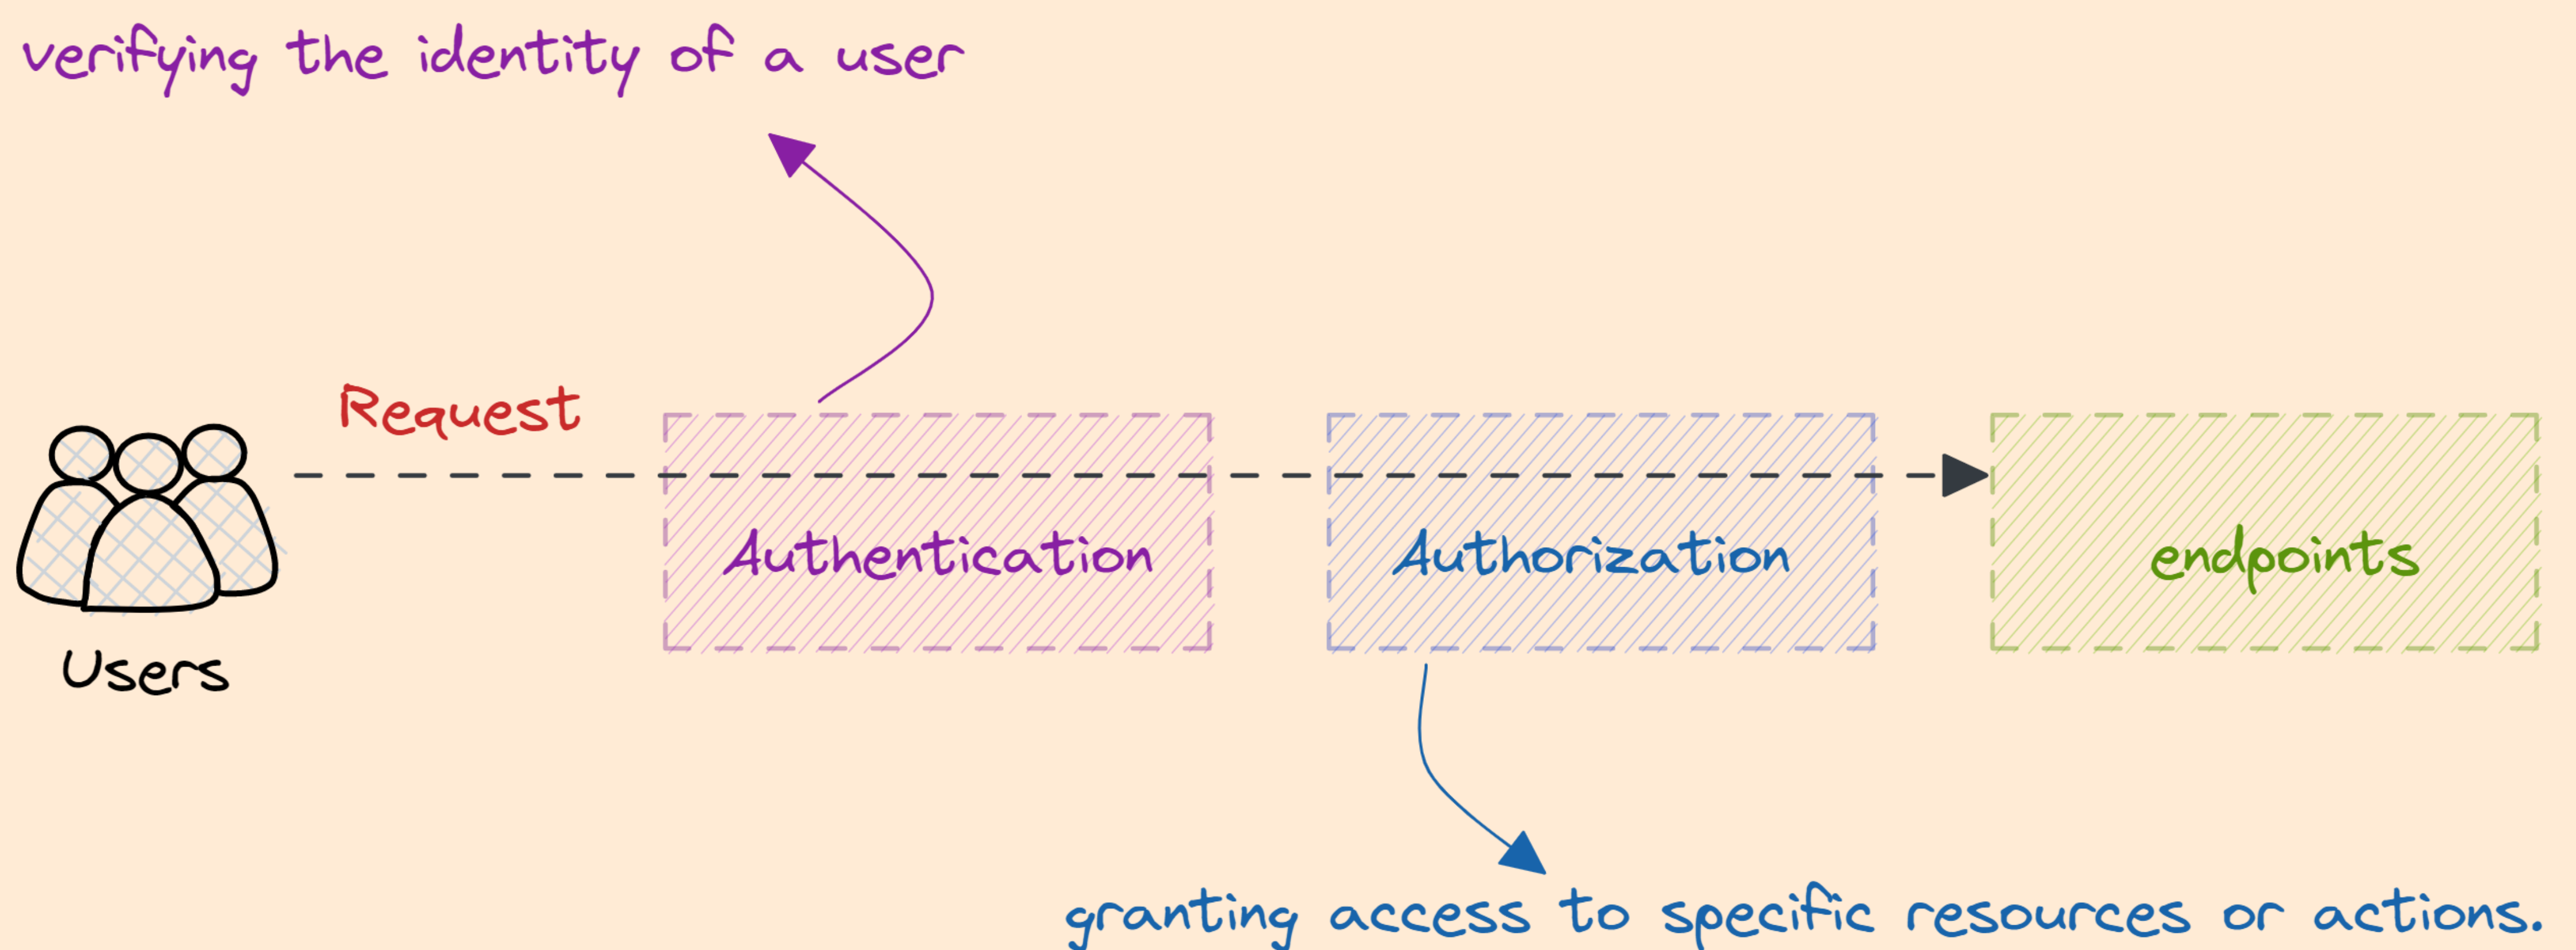 verifying the identity of a user
Request
Users
Authentication
Authorization
endpoints
granting access to specific resources or actions.